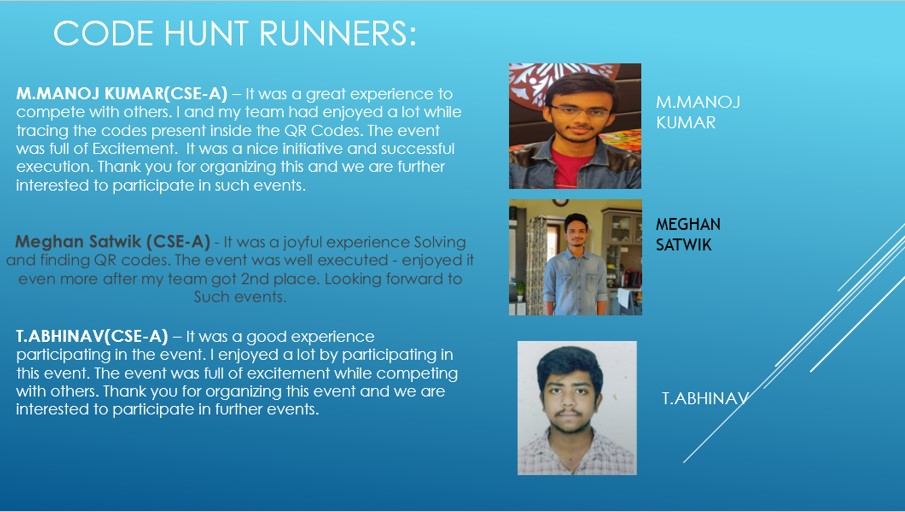 CODE HUNT RUNNERS:
M.MANOJ KUMAR(CSE-A) – It was a great experience to
compete with others. I and my team had enjoyed a lot while
tracing the codes present inside the QR Codes. The event
was full of Excitement. It was a nice initiative and successful
execution. Thank you for organizing this and we are further
interested to participate in such events.
Meghan Satwik (CSE-A) - It was a joyful experience Solving
and finding QR codes. The event was well executed - enjoyed it
even more after my team got 2nd place. Looking forward to
Such events.
T.ABHINAV(CSE-A) – It was a good experience
participating in the event. I enjoyed a lot by participating in
this event. The event was full of excitement while competing
with others. Thank you for organizing this event and we are
interested to participate in further events.
M.MANOJ
KUMAR
MEGHAN
SATWIK
T.ABHINAV